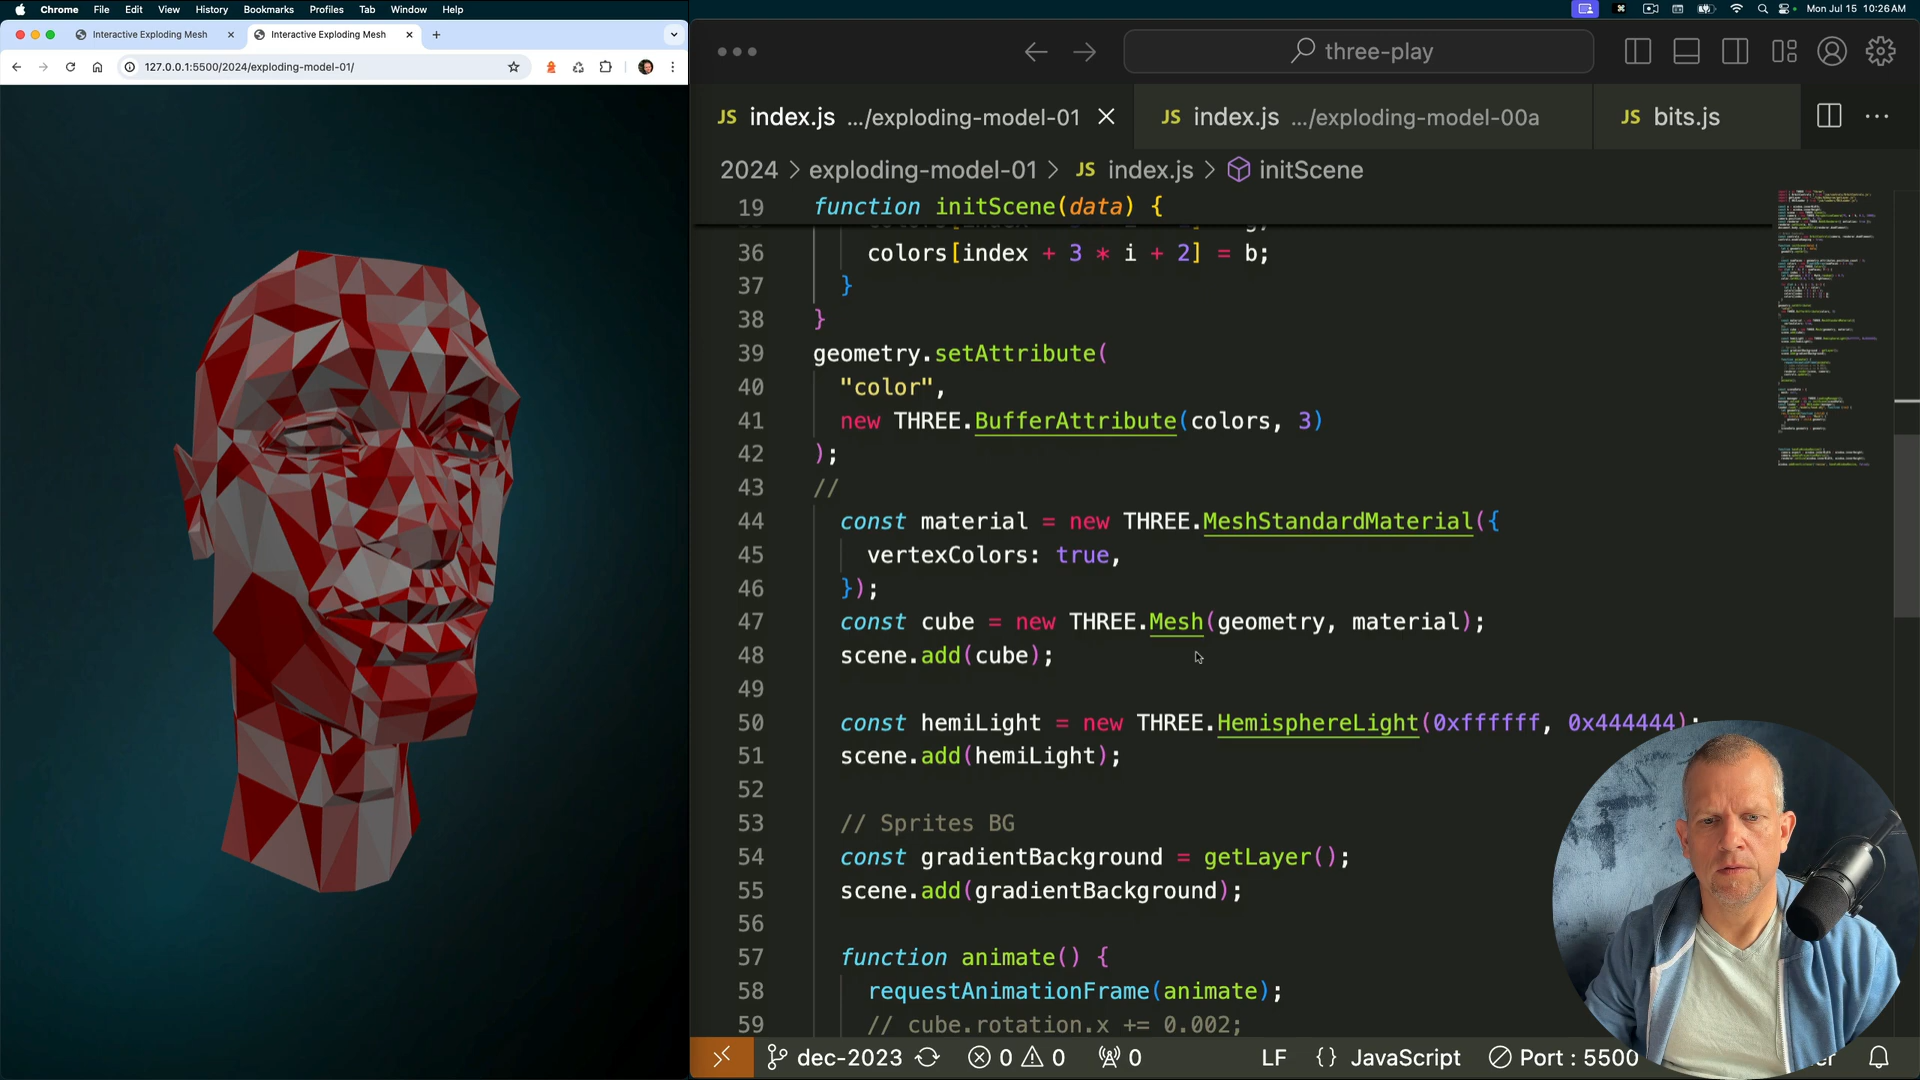 Chrome File Edit View History Bookmarks Profiles Tab Window Help Mon Jul 15 10:26 AM
Interactive Exploding Mesh
Interactive Exploding Mesh
127.0.0.1:5500/2024/exploding-model-01/
three-play
JS index.js .../exploding-model-01
JS index.js .../exploding-model-00a
JS bits.js
2024 > exploding-model-01 > JS index.js > initScene
19 function initScene(data) {
36 colors[index + 3 * i + 2] = b;
37 }
38 }
39 geometry.setAttribute(
40 "color",
41 new THREE.BufferAttribute(colors, 3)
42 );
43 //
44 const material = new THREE.MeshStandardMaterial({
45 vertexColors: true,
46 });
47 const cube = new THREE.Mesh(geometry, material);
48 scene.add(cube);
49
50 const hemiLight = new THREE.HemisphereLight(0xffffff, 0x444444);
51 scene.add(hemiLight);
52
53 // Sprites BG
54 const gradientBackground = getLayer();
55 scene.add(gradientBackground);
56
57 function animate() {
58 requestAnimationFrame(animate);
59 // cube.rotation.x += 0.002;
dec-2023 0 0 0 LF {} JavaScript Port : 5500